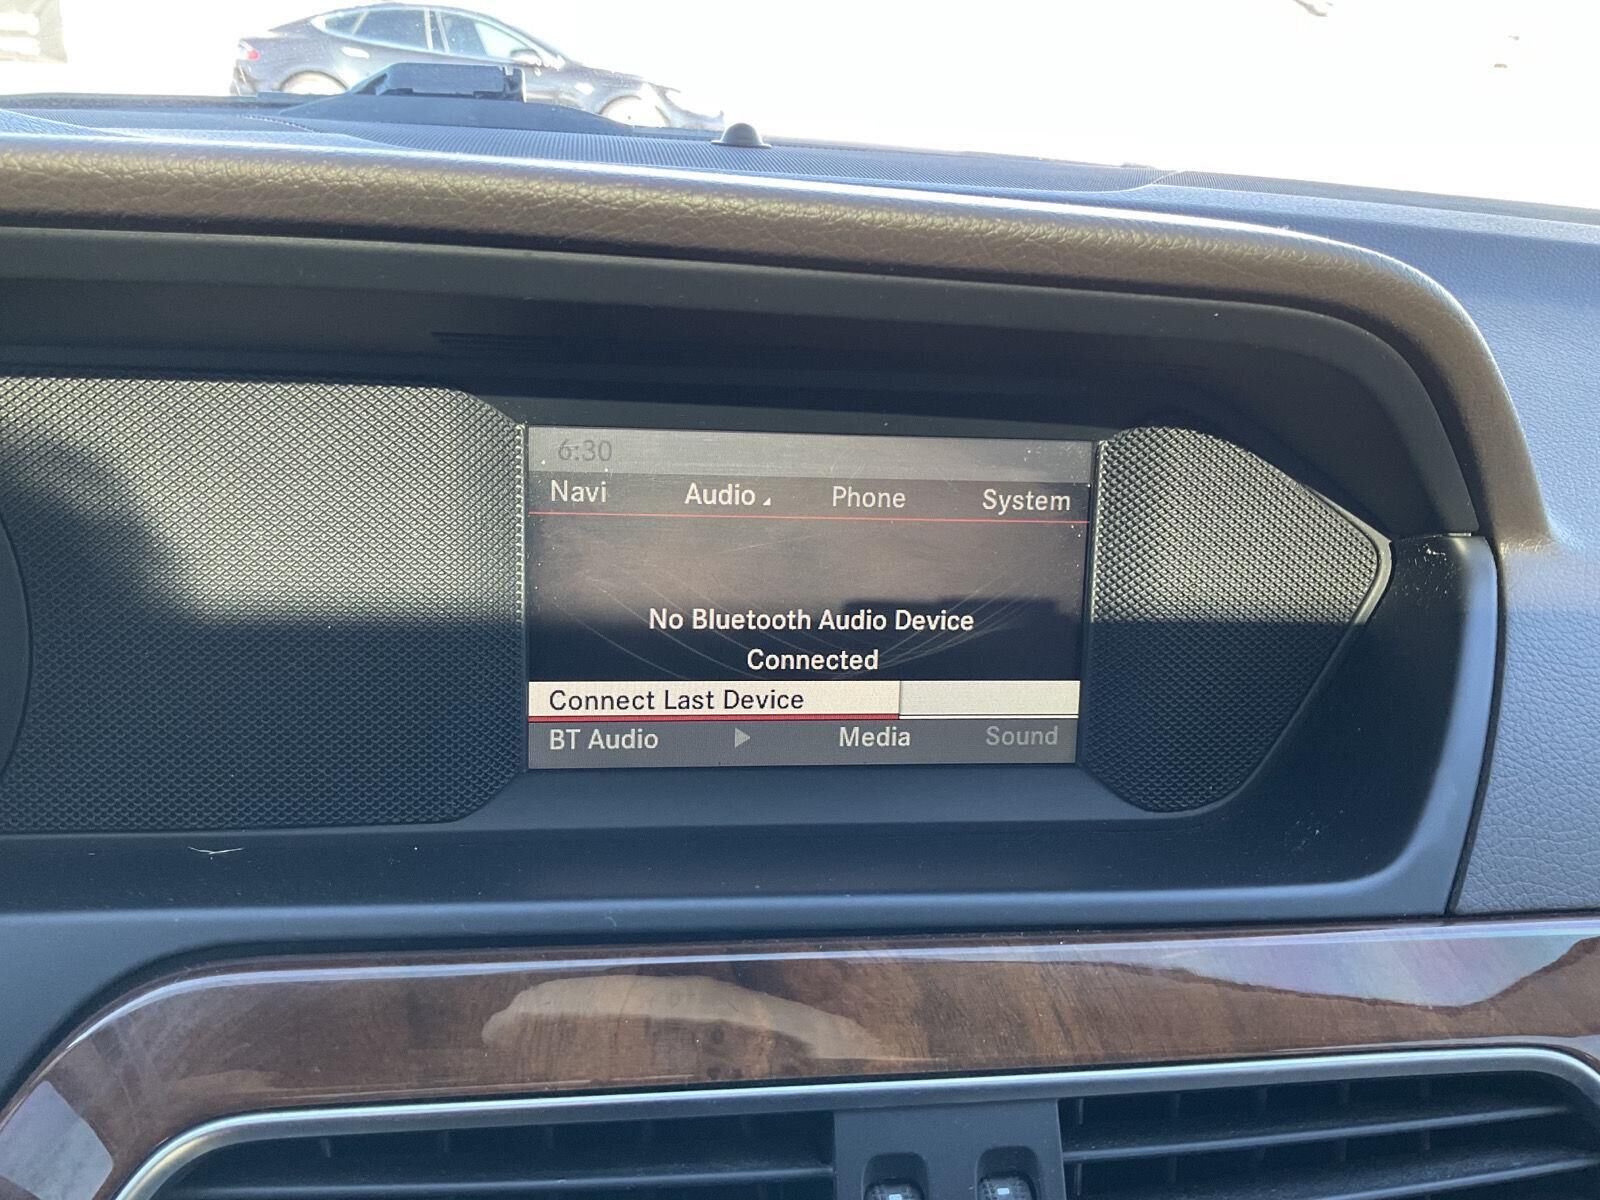 6:30
Navi Audio Phone System
No Bluetooth Audio Device
Connected
Connect Last Device
BT Audio Media Sound